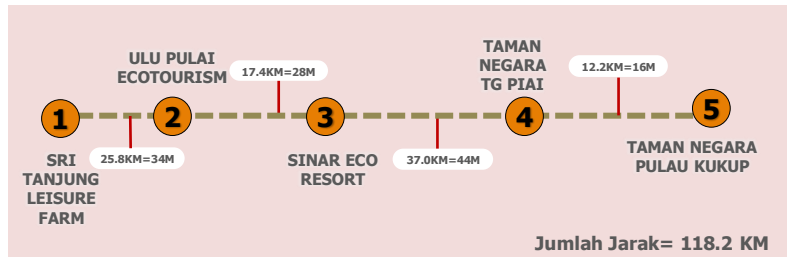 ULU PULAI
ECOTOURISM
17.4KM=28M
TAMAN
NEGARA
TG PIAI
12.2KM=16M
1
2
3
4
5
SRI
TANJUNG
LEISURE
FARM
25.8KM=34M
SINAR ECO
RESORT
37.0KM=44M
TAMAN NEGARA
PULAU KUKUP
Jumlah Jarak= 118.2 KM